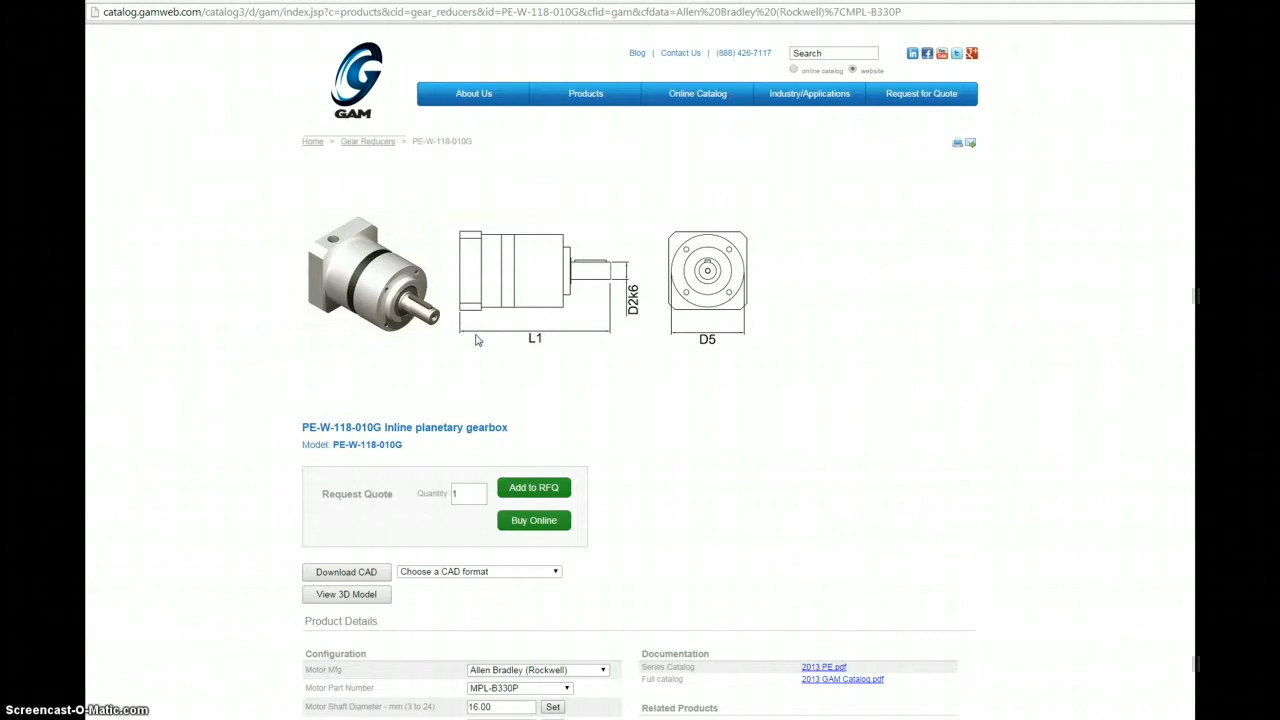 catalog.gamweb.com/catalog3/d/gam/index.jsp?c=products&cid=gear_reducers&id=PE-W-118-010G&cfid=gam&cfdata=Allen%20Bradley%20(Rockwell)%7CMPL-B330P
Blog | Contact Us | (888) 426-7117 Search
online catalog website
GAM
About Us Products Online Catalog Industry/Applications Request for Quote
Home > Gear Reducers > PE-W-118-010G
D2k6
L1 D5
PE-W-118-010G Inline planetary gearbox
Model: PE-W-118-010G
Request Quote Quantity 1 Add to RFQ
Buy Online
Download CAD Choose a CAD format
View 3D Model
Product Details
Configuration Documentation
Motor Mfg Allen Bradley (Rockwell) Series Catalog 2013 PE.pdf
Motor Part Number MPL-B330P Full catalog 2013 GAM Catalog.pdf
Motor Shaft Diameter - mm (3 to 24) 16.00 Set Related Products
Screencast-O-Matic.com